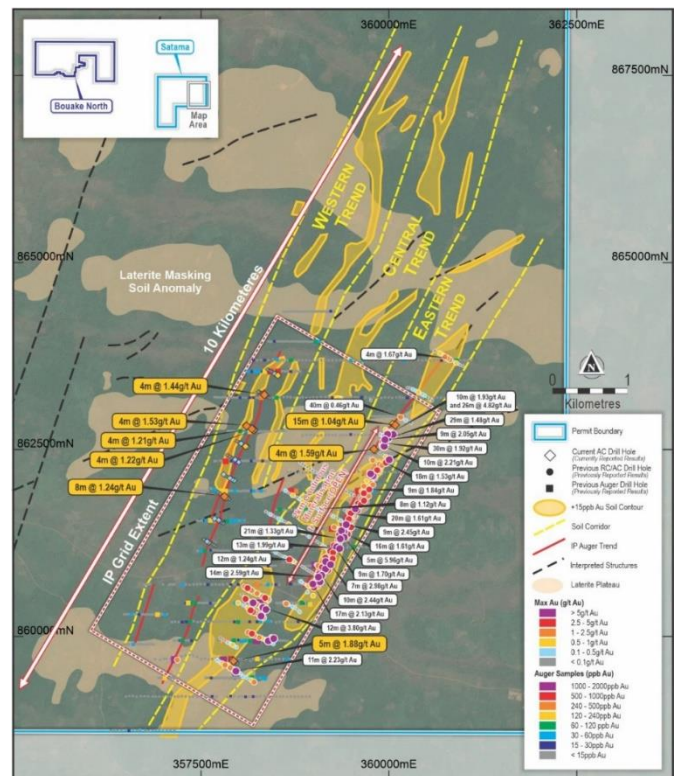 360000mE
362500mE
867500mN
Satama
Bouake North
Map
Area
WESTERN
TREND
CENTRAL
TREND
EASTERN
TREND
865000mN
865000mN
Laterite Masking
Soil Anomaly
10 Kilometeres
4m @ 1.67g/t Au
4m @ 1.44g/t Au
40m @ 0.46g/t Au
10m @ 1.93g/t Au
and 26m @ 4.62g/t Au
15m @ 1.04g/t Au
29m @ 1.48g/t Au
4m @ 1.53g/t Au
9m @ 2.05g/t Au
4m @ 1.21g/t Au
30m @ 1.92g/t Au
862500mN
4m @ 1.22g/t Au
4m @ 1.59g/t Au
10m @ 2.21g/t Au
18m @ 1.53g/t Au
8m @ 1.24g/t Au
9m @ 1.84g/t Au
8m @ 1.12g/t Au
20m @ 1.61g/t Au
21m @ 1.33g/t Au
9m @ 2.45g/t Au
13m @ 1.99g/t Au
16m @ 1.81g/t Au
12m @ 1.24g/t Au
5m @ 5.96g/t Au
14m @ 2.59g/t Au
9m @ 1.70g/t Au
7m @ 2.98g/t Au
10m @ 2.44g/t Au
17m @ 2.13g/t Au
12m @ 3.80g/t Au
860000mN
5m @ 1.88g/t Au
11m @ 2.23g/t Au
IP Grid Extent
357500mE
360000mE
N
0 1
Kilometres
Permit Boundary
Current AC Drill Hole
(Currently Reported Results)
Previous RC/AC Drill Hole
(Previously Reported Results)
Previous Auger Drill Hole
(Previously Reported Results)
+15ppb Au Soil Contour
Soil Corridor
IP Auger Trend
Interpreted Structures
Laterite Plateau
Max Au (g/t Au)
> 5g/t Au
2.5 - 5g/t Au
1 - 2.5g/t Au
0.5 - 1g/t Au
0.1 - 0.5g/t Au
< 0.1g/t Au
Auger Samples (ppb Au)
1000 - 2000ppb Au
500 - 1000ppb Au
240 - 500ppb Au
120 - 240ppb Au
60 - 120 ppb Au
30 - 60ppb Au
15 - 30ppb Au
< 15ppb Au